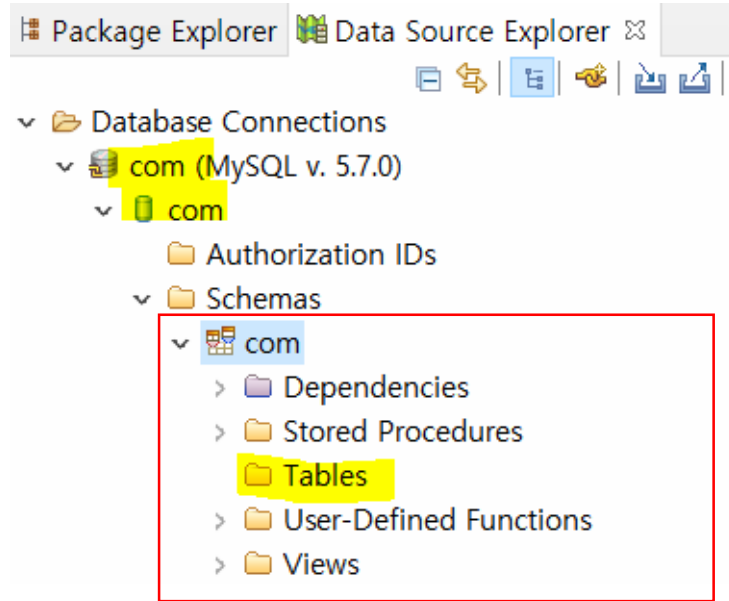 Package Explorer Data Source Explorer
Database Connections
com (MySQL v. 5.7.0)
com
Authorization IDs
Schemas
com
Dependencies
Stored Procedures
Tables
User-Defined Functions
Views